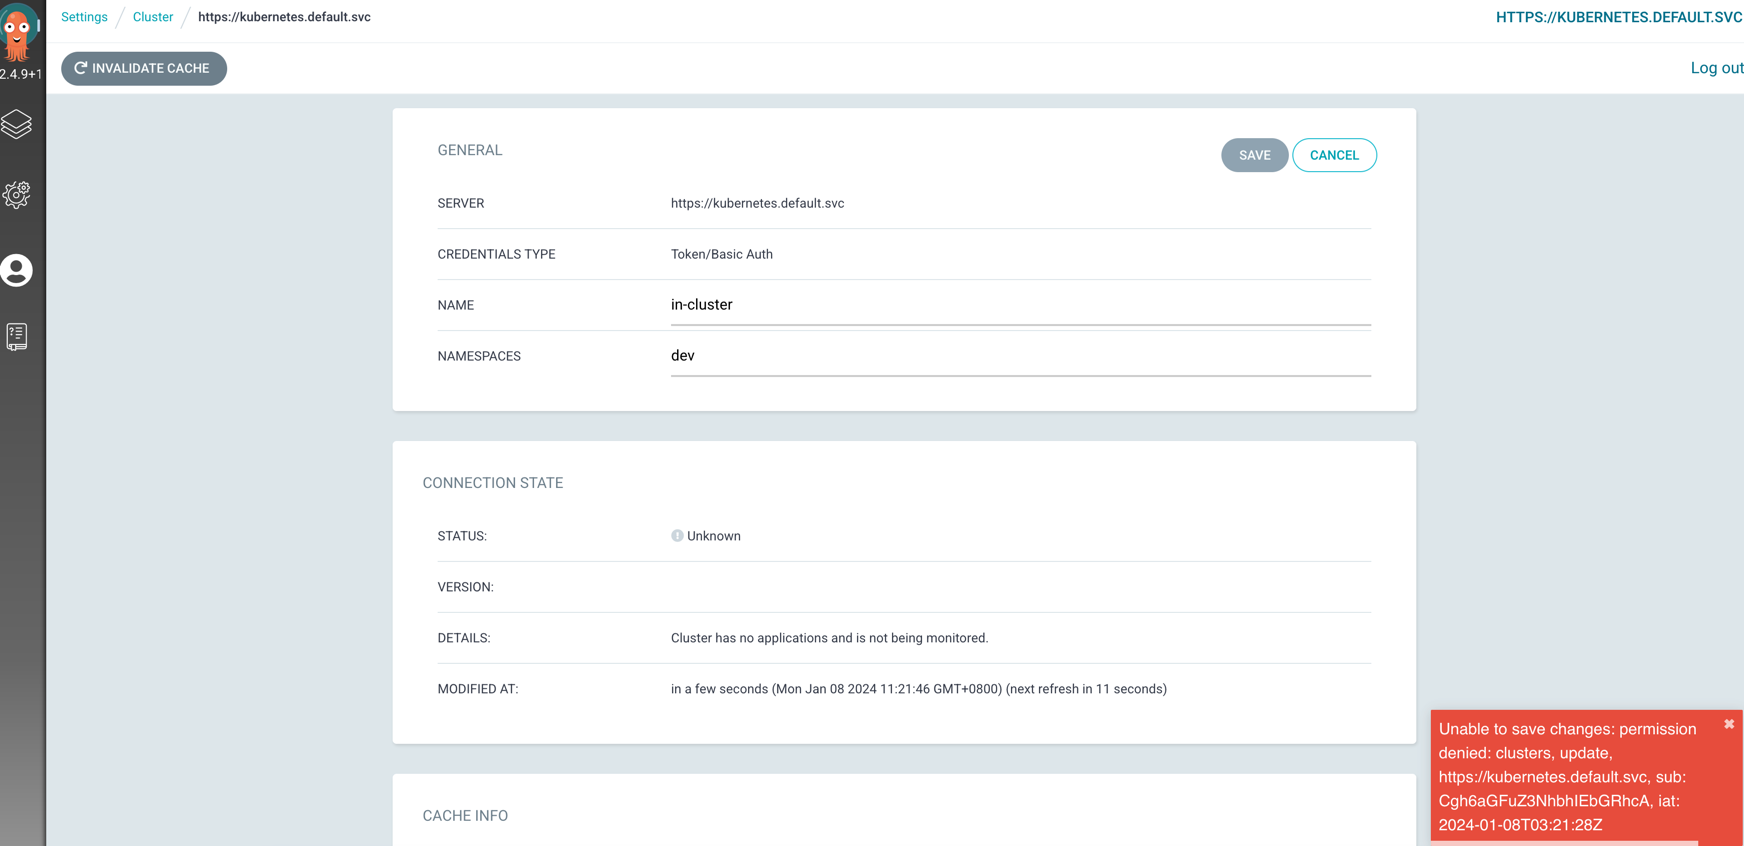 Settings / Cluster / https://kubernetes.default.svc
HTTPS://KUBERNETES.DEFAULT.SVC
2.4.9+1
INVALIDATE CACHE
Log out
GENERAL
SAVE CANCEL
SERVER https://kubernetes.default.svc
CREDENTIALS TYPE Token/Basic Auth
NAME in-cluster
NAMESPACES dev
CONNECTION STATE
STATUS: Unknown
VERSION:
DETAILS: Cluster has no applications and is not being monitored.
MODIFIED AT: in a few seconds (Mon Jan 08 2024 11:21:46 GMT+0800) (next refresh in 11 seconds)
CACHE INFO
Unable to save changes: permission
denied: clusters, update,
https://kubernetes.default.svc, sub:
Cgh6aGFuZ3NhbhIEbGRhcA, iat:
2024-01-08T03:21:28Z